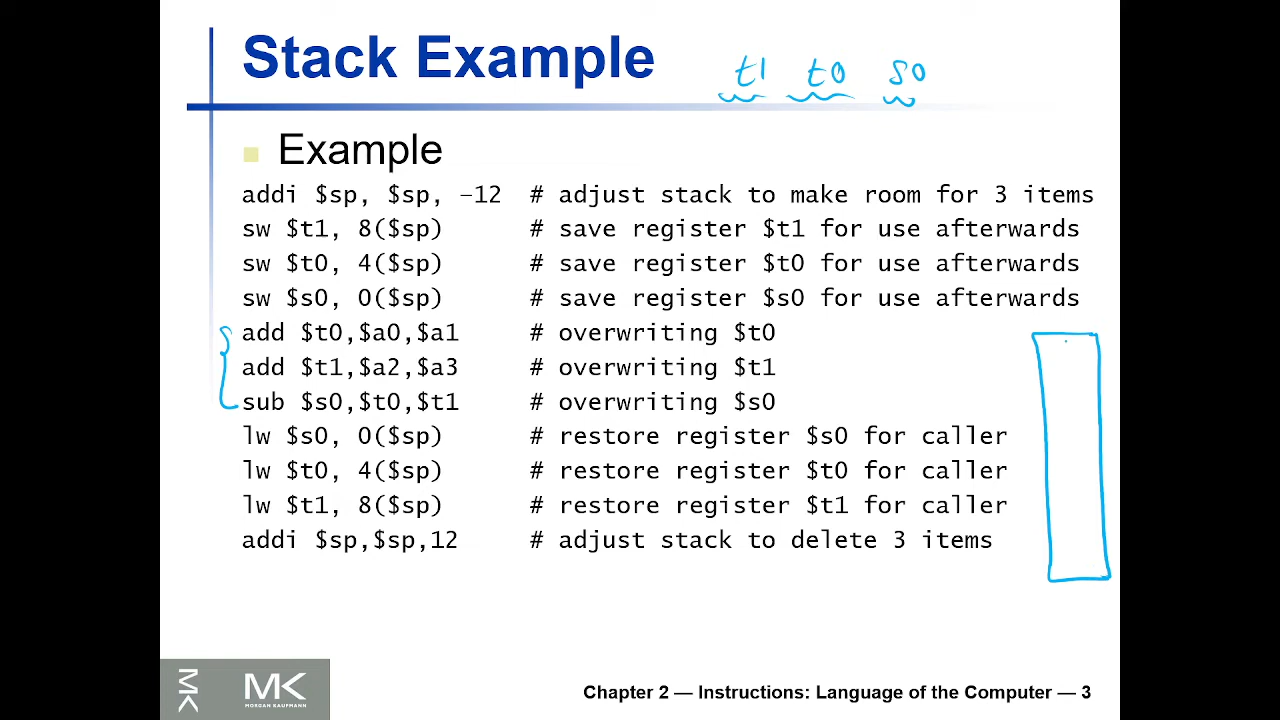 Stack Example
t1 t0 s0
Example
addi $sp, $sp, –12 # adjust stack to make room for 3 items
sw $t1, 8($sp) # save register $t1 for use afterwards
sw $t0, 4($sp) # save register $t0 for use afterwards
sw $s0, 0($sp) # save register $s0 for use afterwards
add $t0,$a0,$a1 # overwriting $t0
add $t1,$a2,$a3 # overwriting $t1
sub $s0,$t0,$t1 # overwriting $s0
lw $s0, 0($sp) # restore register $s0 for caller
lw $t0, 4($sp) # restore register $t0 for caller
lw $t1, 8($sp) # restore register $t1 for caller
addi $sp,$sp,12 # adjust stack to delete 3 items
MK
MK
MORGAN KAUFMANN
Chapter 2 — Instructions: Language of the Computer — 3